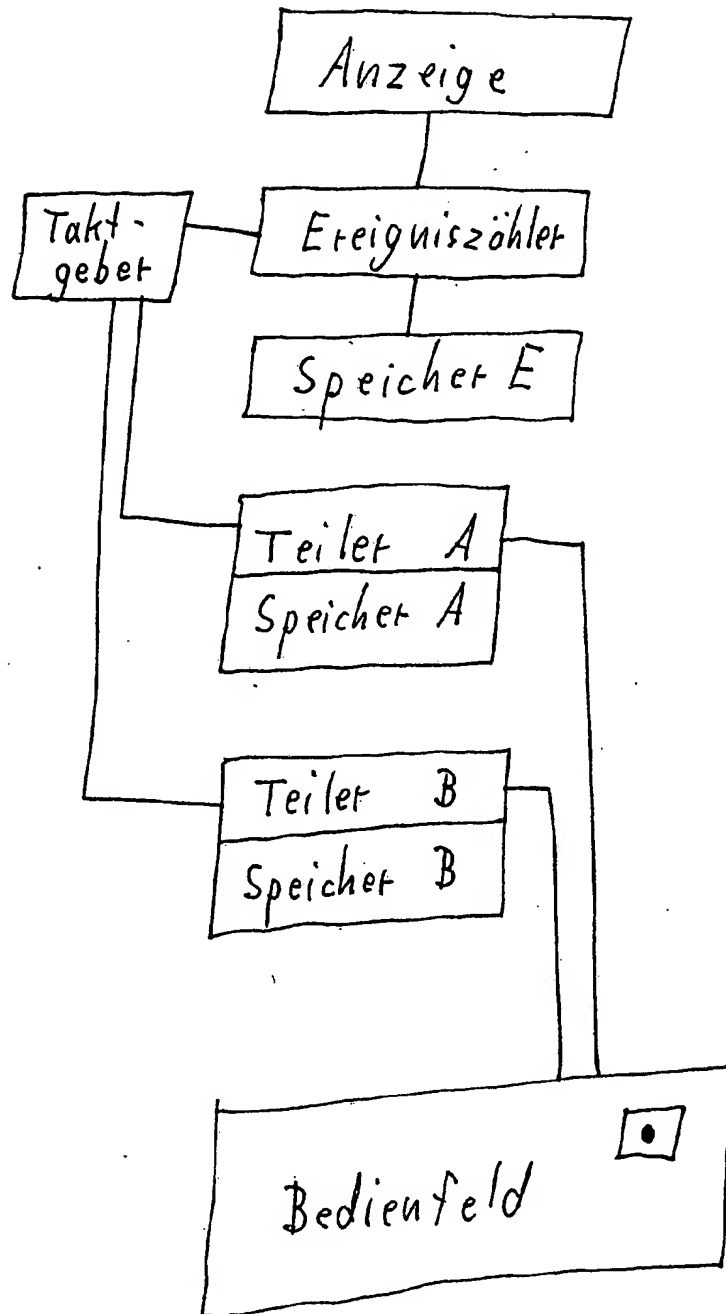 Anzeige
Takt-
geber
Ereigniszähler
Speicher E
Teiler A
Speicher A
Teiler B
Speicher B
Bedienfeld